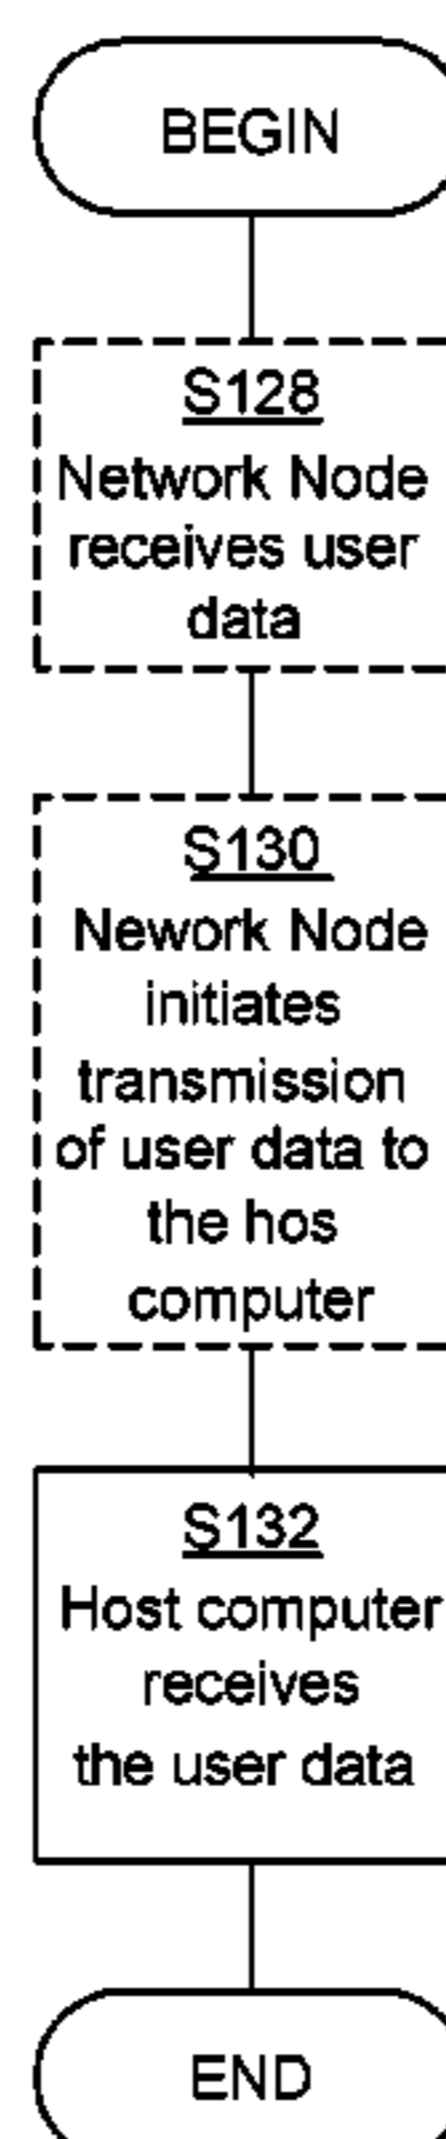 BEGIN
S128
Network Node
receives user
data
S130
Nework Node
initiates
transmission
of user data to
the hos
computer
S132
Host computer
receives
the user data
END